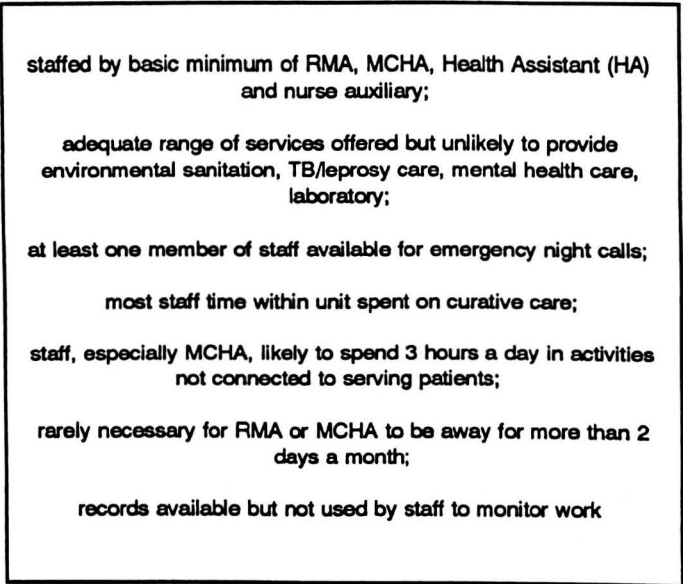 staffed by basic minimum of RMA, MCHA, Health Assistant (HA)
and nurse auxiliary;
adequate range of services offered but unlikely to provide
environmental sanitation, TB/leprosy care, mental health care,
laboratory;
at least one member of staff available for emergency night calls;
most staff time within unit spent on curative care;
staff, especially MCHA, likely to spend 3 hours a day in activities
not connected to serving patients;
rarely necessary for RMA or MCHA to be away for more than 2
days a month;
records available but not used by staff to monitor work